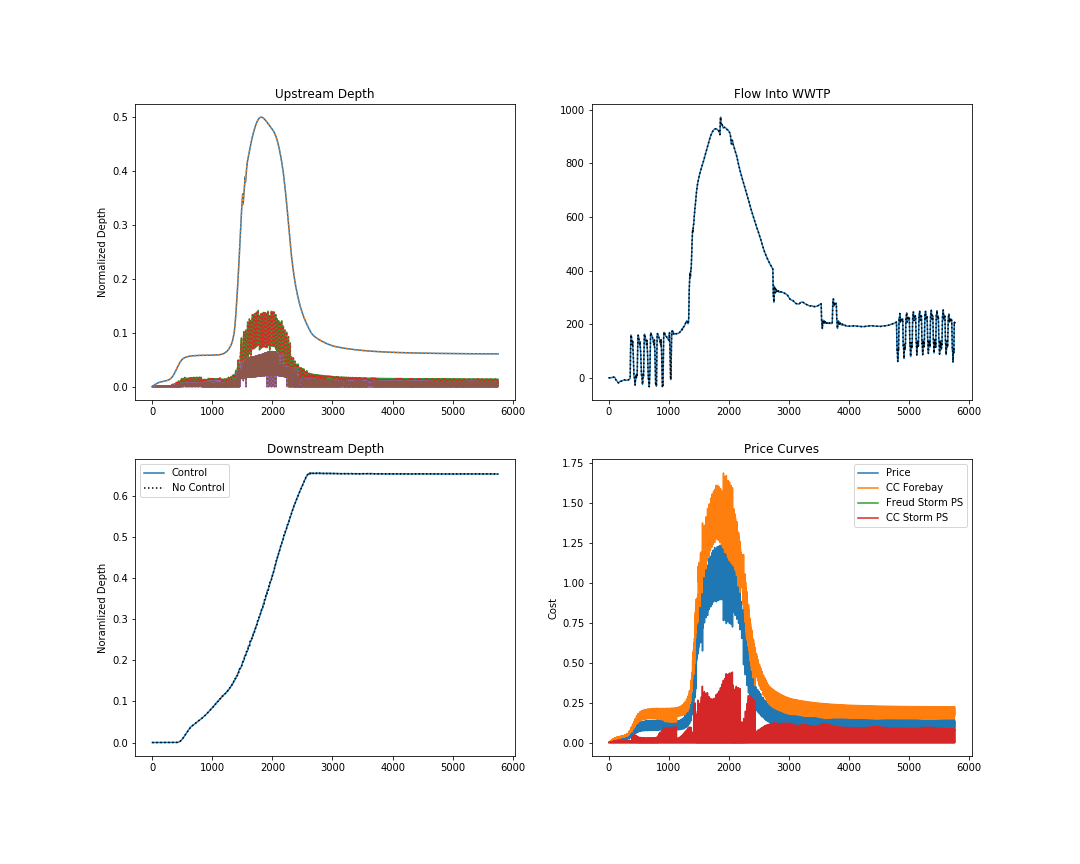 Upstream Depth
Normalized Depth
0.5
0.4
0.3
0.2
0.1
0.0
0 1000 2000 3000 4000 5000 6000
Flow Into WWTP
1000
800
600
400
200
0
0 1000 2000 3000 4000 5000 6000
Downstream Depth
Noramlized Depth
Control
No Control
0.6
0.5
0.4
0.3
0.2
0.1
0.0
0 1000 2000 3000 4000 5000 6000
Price Curves
Cost
Price
CC Forebay
Freud Storm PS
CC Storm PS
1.75
1.50
1.25
1.00
0.75
0.50
0.25
0.00
0 1000 2000 3000 4000 5000 6000